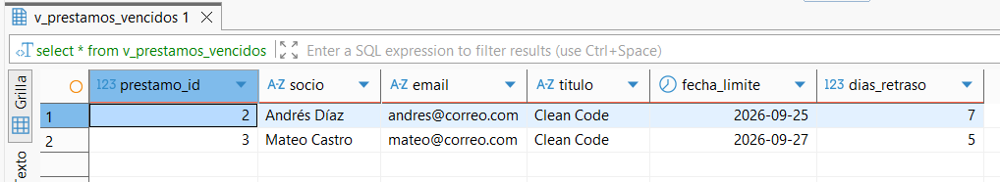 v_prestamos_vencidos 1
select * from v_prestamos_vencidos Enter a SQL expression to filter results (use Ctrl+Space)
Grilla
Texto
123 prestamo_id A-Z socio A-Z email A-Z titulo fecha_limite 123 dias_retraso
1 2 Andrés Díaz andres@correo.com Clean Code 2026-09-25 7
2 3 Mateo Castro mateo@correo.com Clean Code 2026-09-27 5